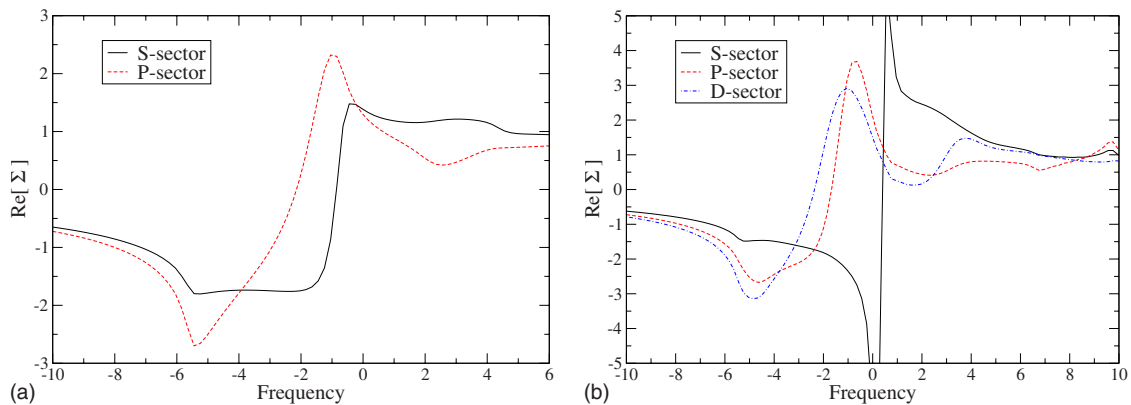 3
2
1
0
-1
-2
-3
Re[ Σ ]
S-sector
P-sector
-10 -8 -6 -4 -2 0 2 4 6
Frequency
(a)
5
4
3
2
1
0
-1
-2
-3
-4
-5
Re[ Σ ]
S-sector
P-sector
D-sector
-10 -8 -6 -4 -2 0 2 4 6 8 10
Frequency
(b)